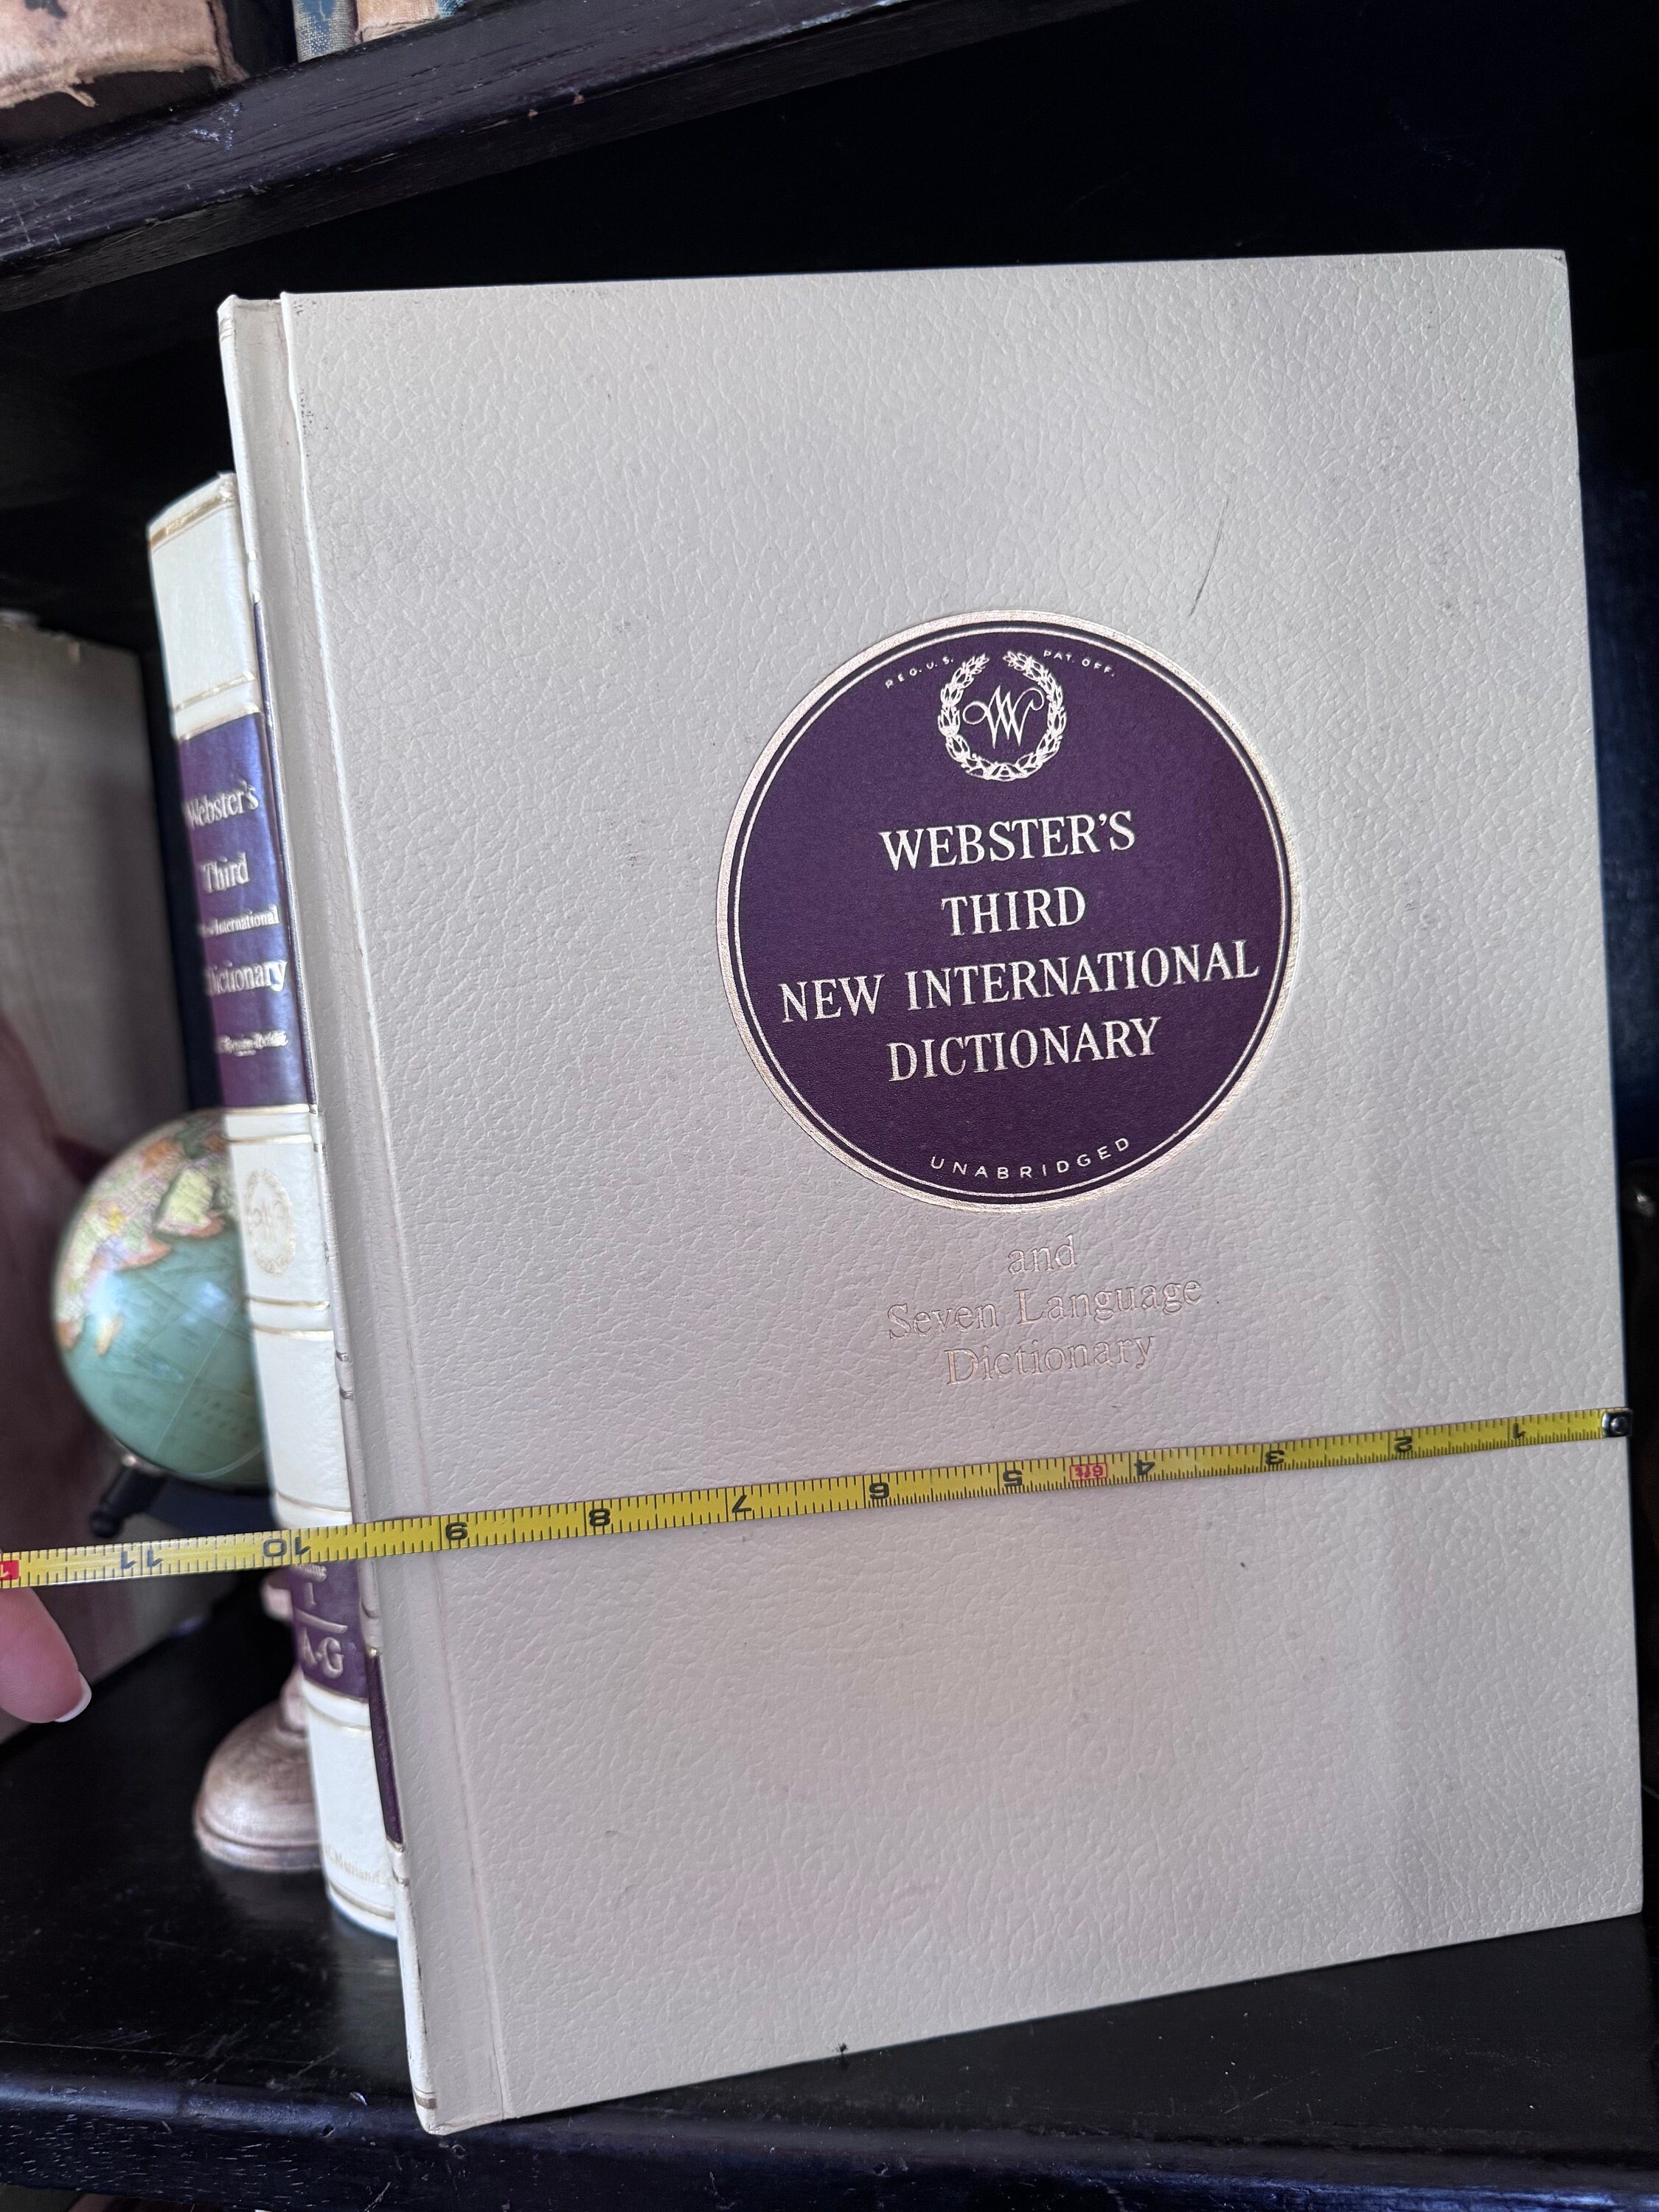 REG. U.S. PAT. OFF.
W
WEBSTER'S
THIRD
NEW INTERNATIONAL
DICTIONARY
UNABRIDGED
and
Seven Language
Dictionary
Webster's
Third
International
Dictionary
I
A-G
11 10 9 8 7 6 5 6ft 4 3 2 1